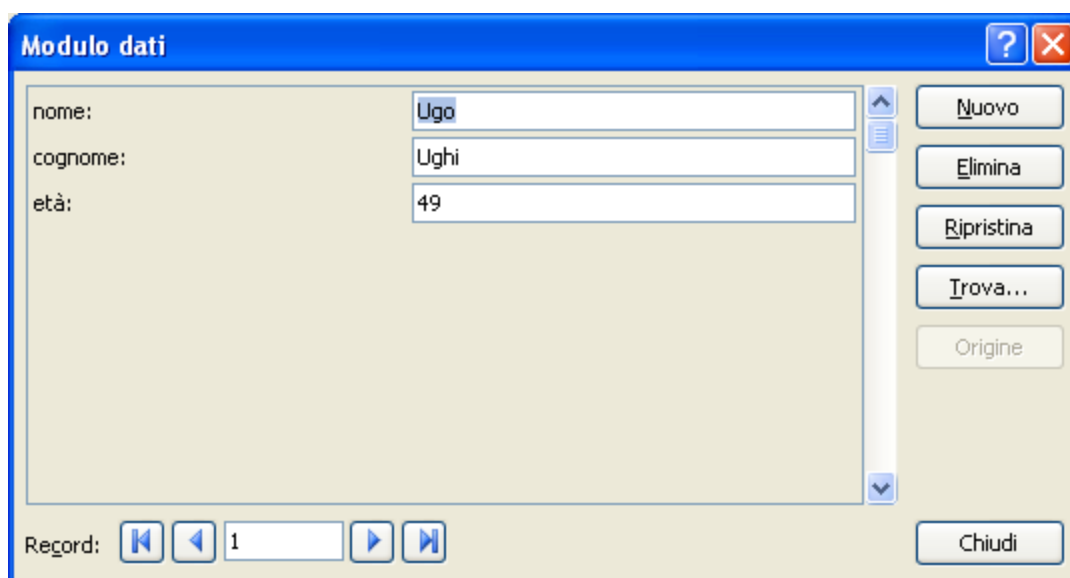 Modulo dati
nome: Ugo
cognome: Ughi
età: 49
Nuovo
Elimina
Ripristina
Trova...
Origine
Record: 1
Chiudi